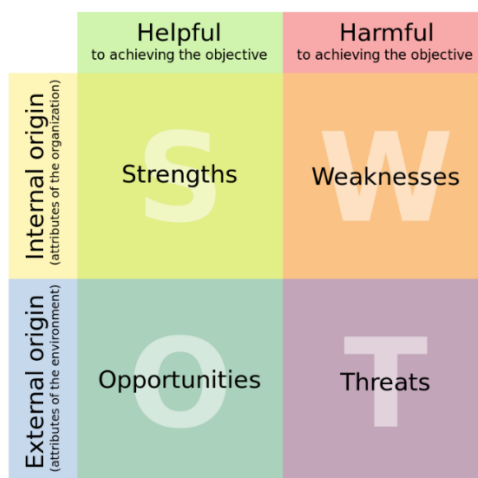 Helpful
to achieving the objective
Harmful
to achieving the objective
Internal origin
(attributes of the organization)
S
Strengths
W
Weaknesses
External origin
(attributes of the environment)
O
Opportunities
T
Threats